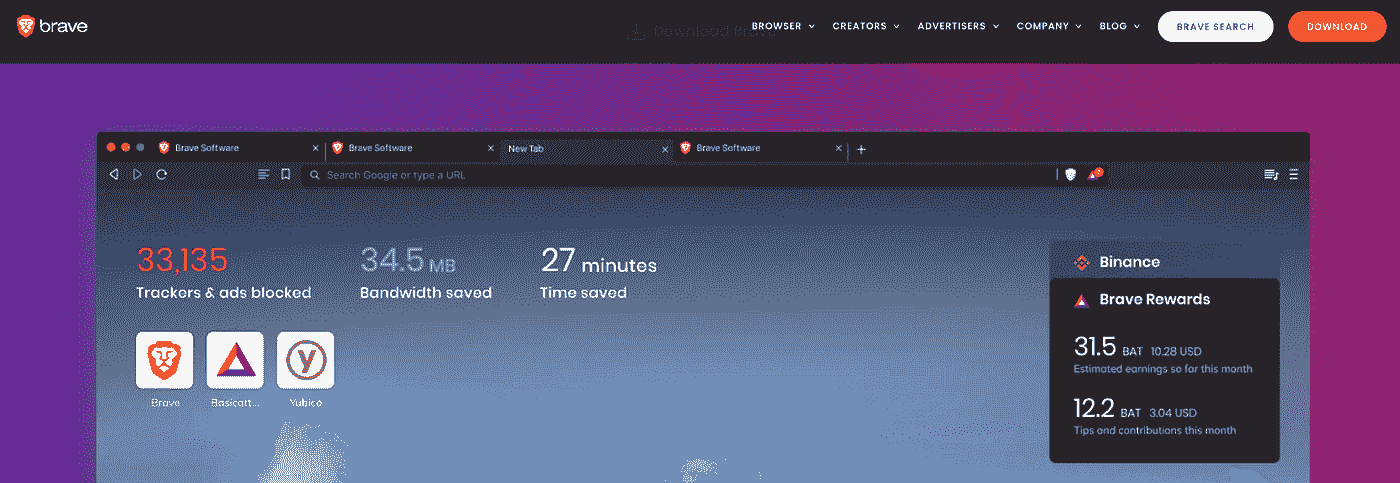 brave
BROWSER CREATORS ADVERTISERS COMPANY BLOG BRAVE SEARCH DOWNLOAD
Download Brave
Brave Software Brave Software New Tab Brave Software
Search Google or type a URL
33,135 34.5 MB 27 minutes
Trackers & ads blocked Bandwidth saved Time saved
Binance
Brave Rewards
31.5 BAT 10.28 USD
Estimated earnings so far this month
12.2 BAT 3.04 USD
Tips and contributions this month
Brave Basicatt... Yubico